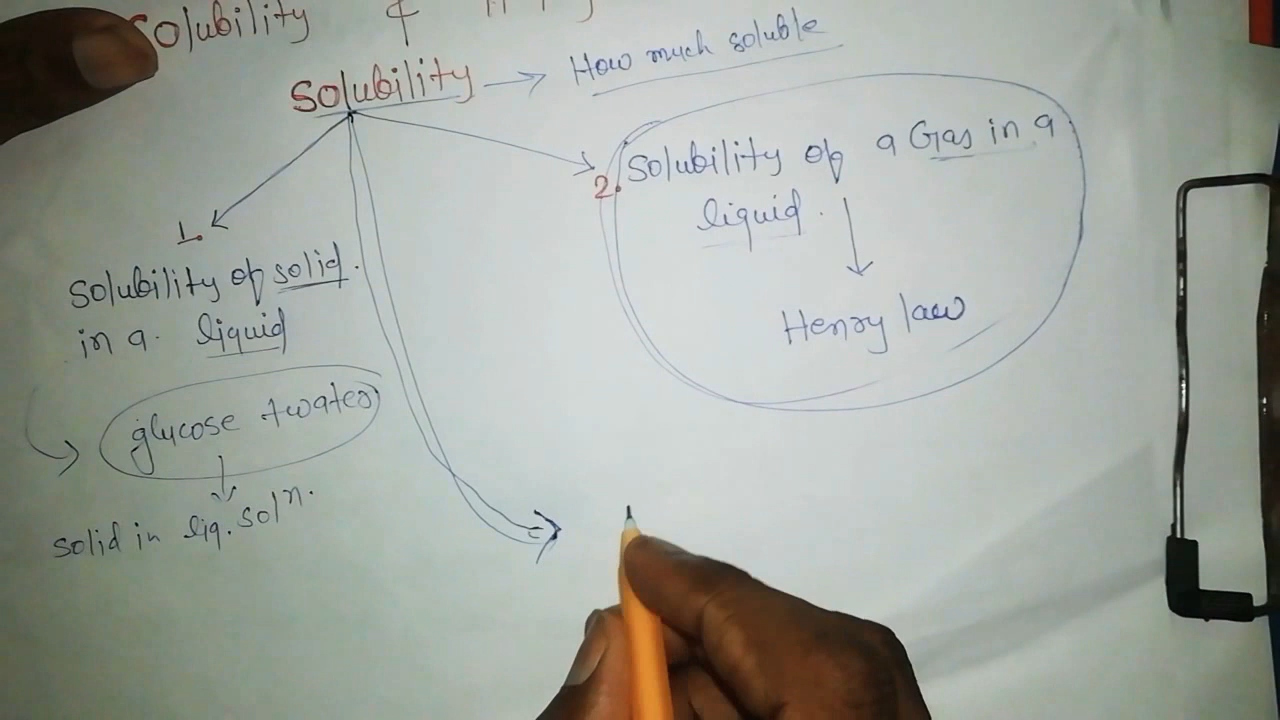 Solubility &
Solubility → How much soluble
1.
Solubility of solid.
in a. liquid
glucose + water
solid in liq. solⁿ.
2. Solubility of a Gas in a
liquid.
Henry law